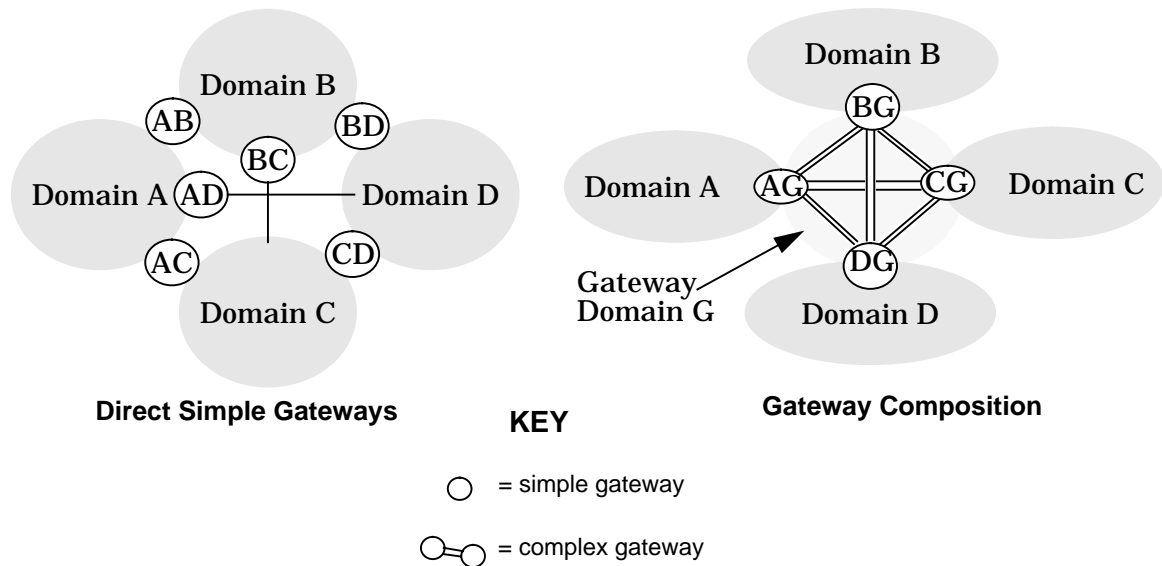 Domain B
AB
BD
BC
Domain A
AD
Domain D
AC
CD
Domain C
Direct Simple Gateways
Domain B
BG
Domain A
AG
CG
Domain C
DG
Gateway
Domain G
Domain D
Gateway Composition
KEY
= simple gateway
= complex gateway